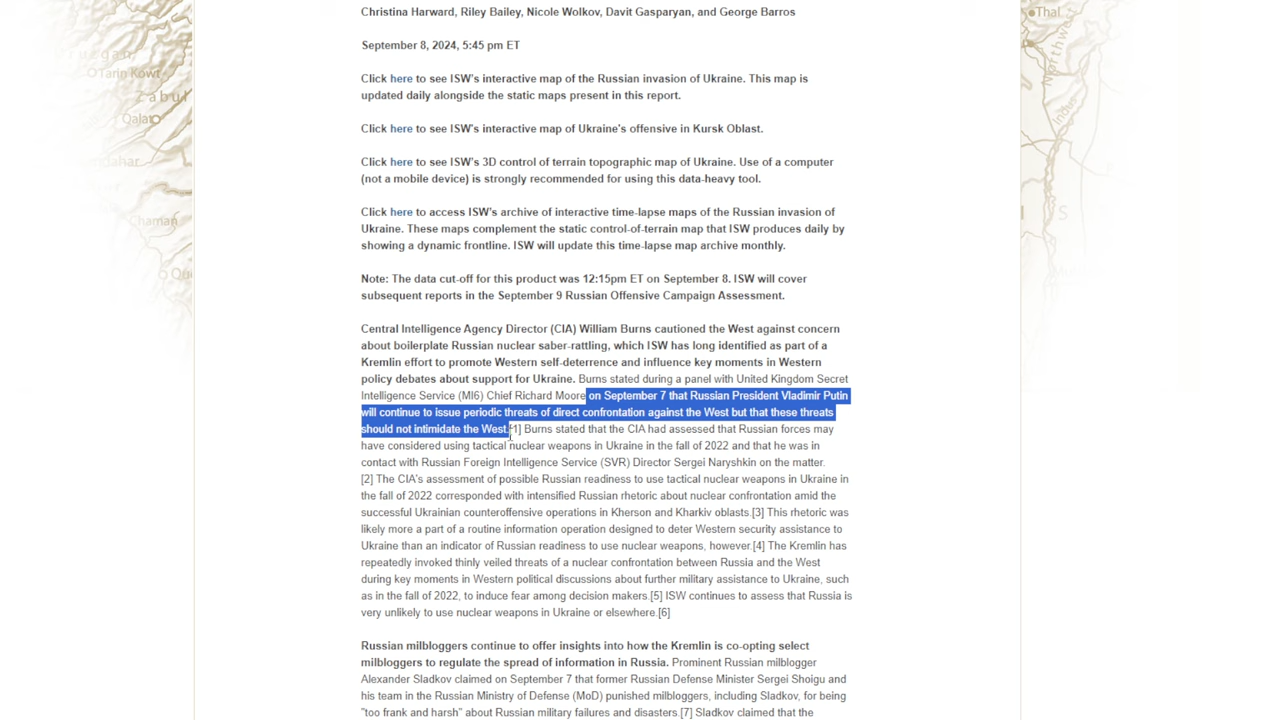 Christina Harward, Riley Bailey, Nicole Wolkov, Davit Gasparyan, and George Barros
September 8, 2024, 5:45 pm ET
Click here to see ISW's interactive map of the Russian invasion of Ukraine. This map is
updated daily alongside the static maps present in this report.
Click here to see ISW's interactive map of Ukraine's offensive in Kursk Oblast.
Click here to see ISW's 3D control of terrain topographic map of Ukraine. Use of a computer
(not a mobile device) is strongly recommended for using this data-heavy tool.
Click here to access ISW's archive of interactive time-lapse maps of the Russian invasion of
Ukraine. These maps complement the static control-of-terrain map that ISW produces daily by
showing a dynamic frontline. ISW will update this time-lapse map archive monthly.
Note: The data cut-off for this product was 12:15pm ET on September 8. ISW will cover
subsequent reports in the September 9 Russian Offensive Campaign Assessment.
Central Intelligence Agency Director (CIA) William Burns cautioned the West against concern
about boilerplate Russian nuclear saber-rattling, which ISW has long identified as part of a
Kremlin effort to promote Western self-deterrence and influence key moments in Western
policy debates about support for Ukraine. Burns stated during a panel with United Kingdom Secret
Intelligence Service (MI6) Chief Richard Moore on September 7 that Russian President Vladimir Putin
will continue to issue periodic threats of direct confrontation against the West but that these threats
should not intimidate the West.[1] Burns stated that the CIA had assessed that Russian forces may
have considered using tactical nuclear weapons in Ukraine in the fall of 2022 and that he was in
contact with Russian Foreign Intelligence Service (SVR) Director Sergei Naryshkin on the matter.
[2] The CIA's assessment of possible Russian readiness to use tactical nuclear weapons in Ukraine in
the fall of 2022 corresponded with intensified Russian rhetoric about nuclear confrontation amid the
successful Ukrainian counteroffensive operations in Kherson and Kharkiv oblasts.[3] This rhetoric was
likely more a part of a routine information operation designed to deter Western security assistance to
Ukraine than an indicator of Russian readiness to use nuclear weapons, however.[4] The Kremlin has
repeatedly invoked thinly veiled threats of a nuclear confrontation between Russia and the West
during key moments in Western political discussions about further military assistance to Ukraine, such
as in the fall of 2022, to induce fear among decision makers.[5] ISW continues to assess that Russia is
very unlikely to use nuclear weapons in Ukraine or elsewhere.[6]
Russian milbloggers continue to offer insights into how the Kremlin is co-opting select
milbloggers to regulate the spread of information in Russia. Prominent Russian milblogger
Alexander Sladkov claimed on September 7 that former Russian Defense Minister Sergei Shoigu and
his team in the Russian Ministry of Defense (MoD) punished milbloggers, including Sladkov, for being
"too frank and harsh" about Russian military failures and disasters.[7] Sladkov claimed that the
Tarin Kowt
Zabul
Qalat
Chaman
Thal
Northwe
Indus